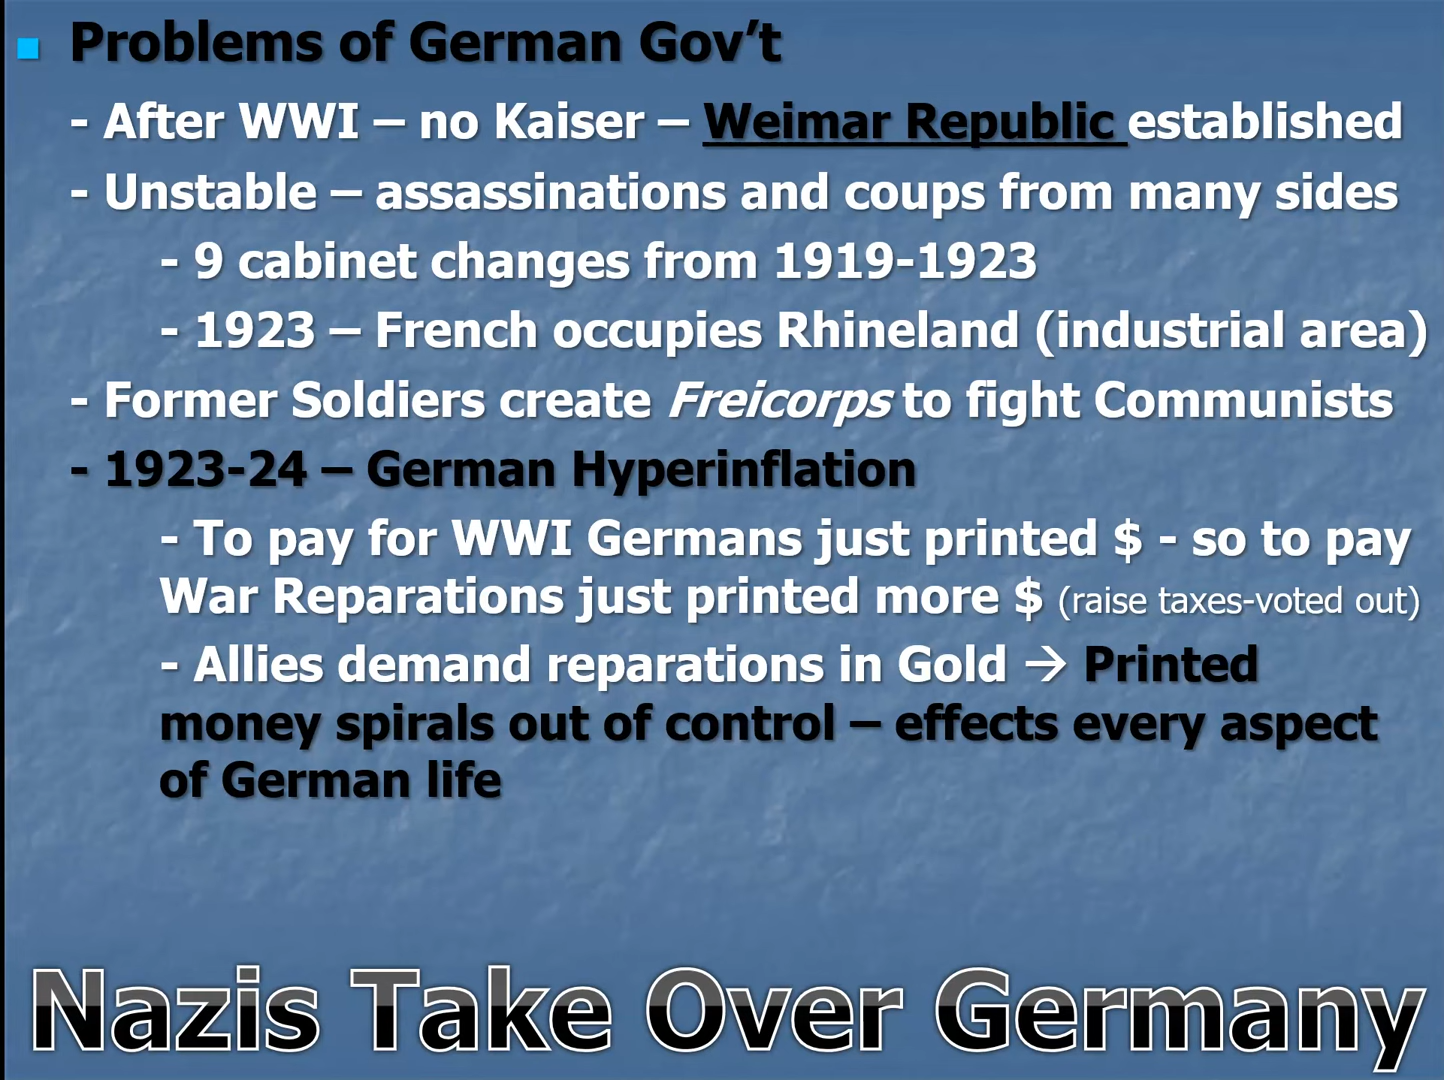 ■ Problems of German Gov’t
- After WWI – no Kaiser – Weimar Republic established
- Unstable – assassinations and coups from many sides
- 9 cabinet changes from 1919-1923
- 1923 – French occupies Rhineland (industrial area)
- Former Soldiers create Freicorps to fight Communists
- 1923-24 – German Hyperinflation
- To pay for WWI Germans just printed $ - so to pay
War Reparations just printed more $ (raise taxes-voted out)
- Allies demand reparations in Gold → Printed
money spirals out of control – effects every aspect
of German life
Nazis Take Over Germany